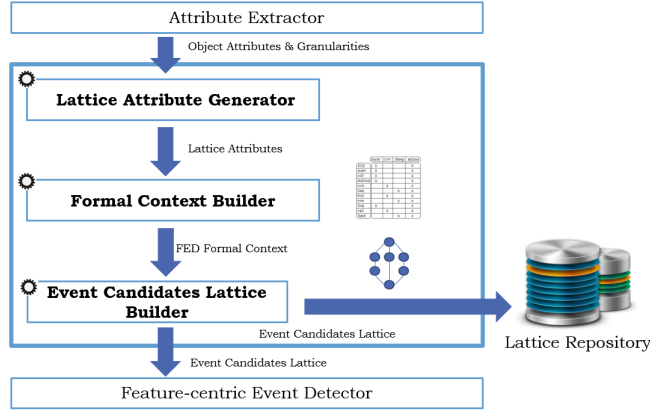 Attribute Extractor
Object Attributes & Granularities
Lattice Attribute Generator
Lattice Attributes
Formal Context Builder
FED Formal Context
Event Candidates Lattice
Builder
Event Candidates Lattice
Lattice Repository
Event Candidates Lattice
Feature-centric Event Detector